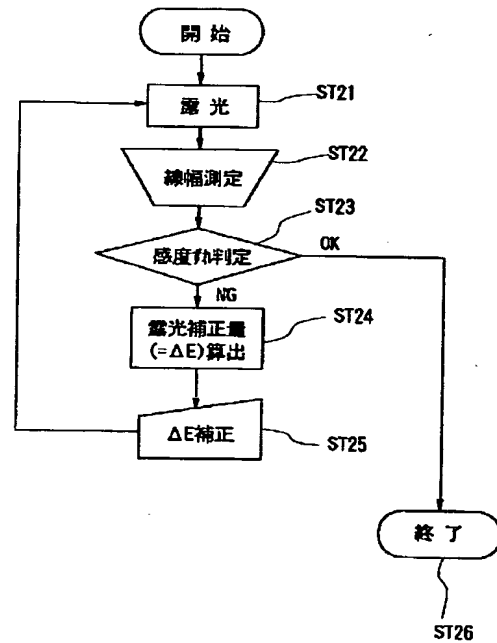 開始
露光
ST21
線幅測定
ST22
ST23
感度ずれ判定
OK
NG
露光補正量
(=ΔE)算出
ST24
ΔE補正
ST25
終了
ST26